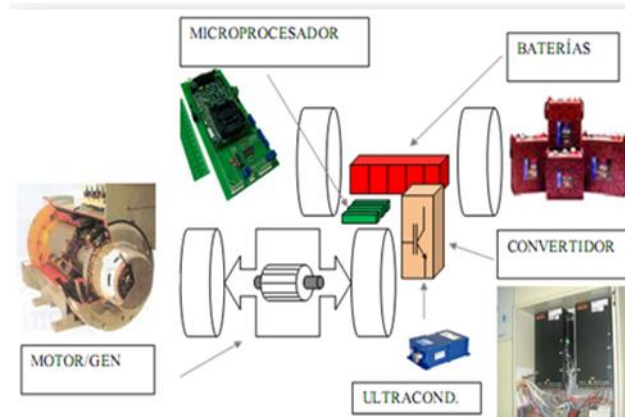 MICROPROCESADOR
BATERÍAS
CONVERTIDOR
MOTOR/GEN
ULTRACOND.